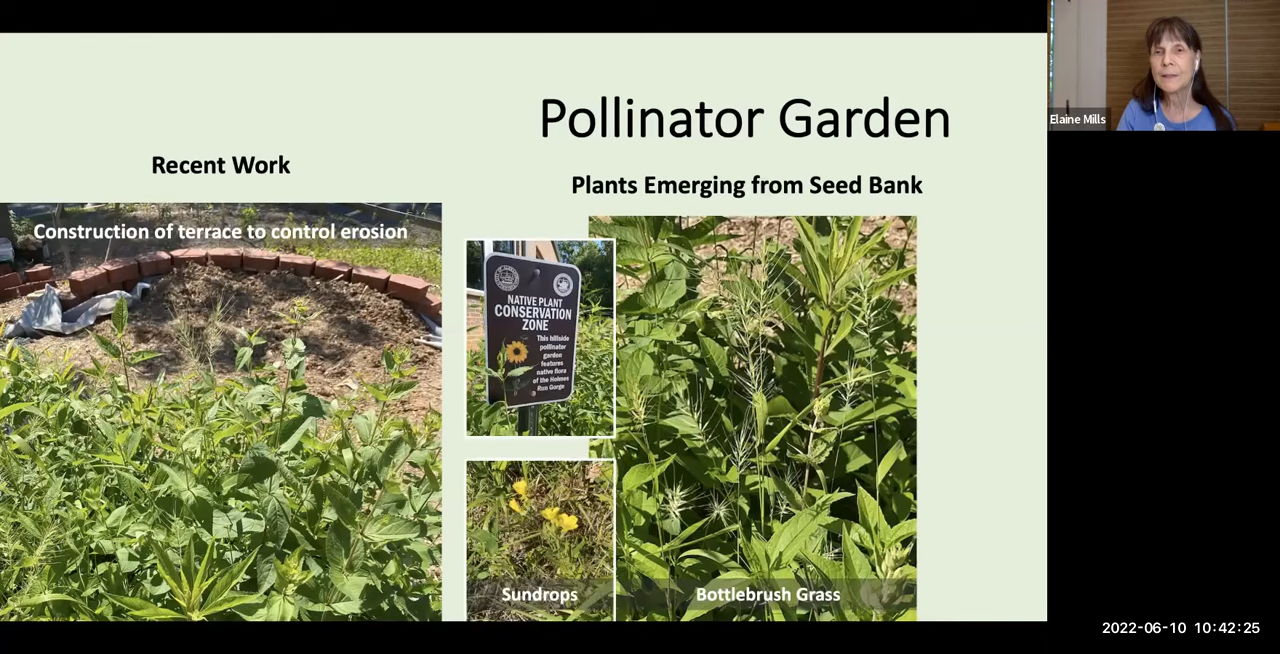 Pollinator Garden
Recent Work
Plants Emerging from Seed Bank
Construction of terrace to control erosion
NATIVE PLANT
CONSERVATION
ZONE
This hillside
pollinator
garden
features
native flora
of the Holmes
Run Gorge
Sundrops
Bottlebrush Grass
Elaine Mills
2022-06-10 10:42:25